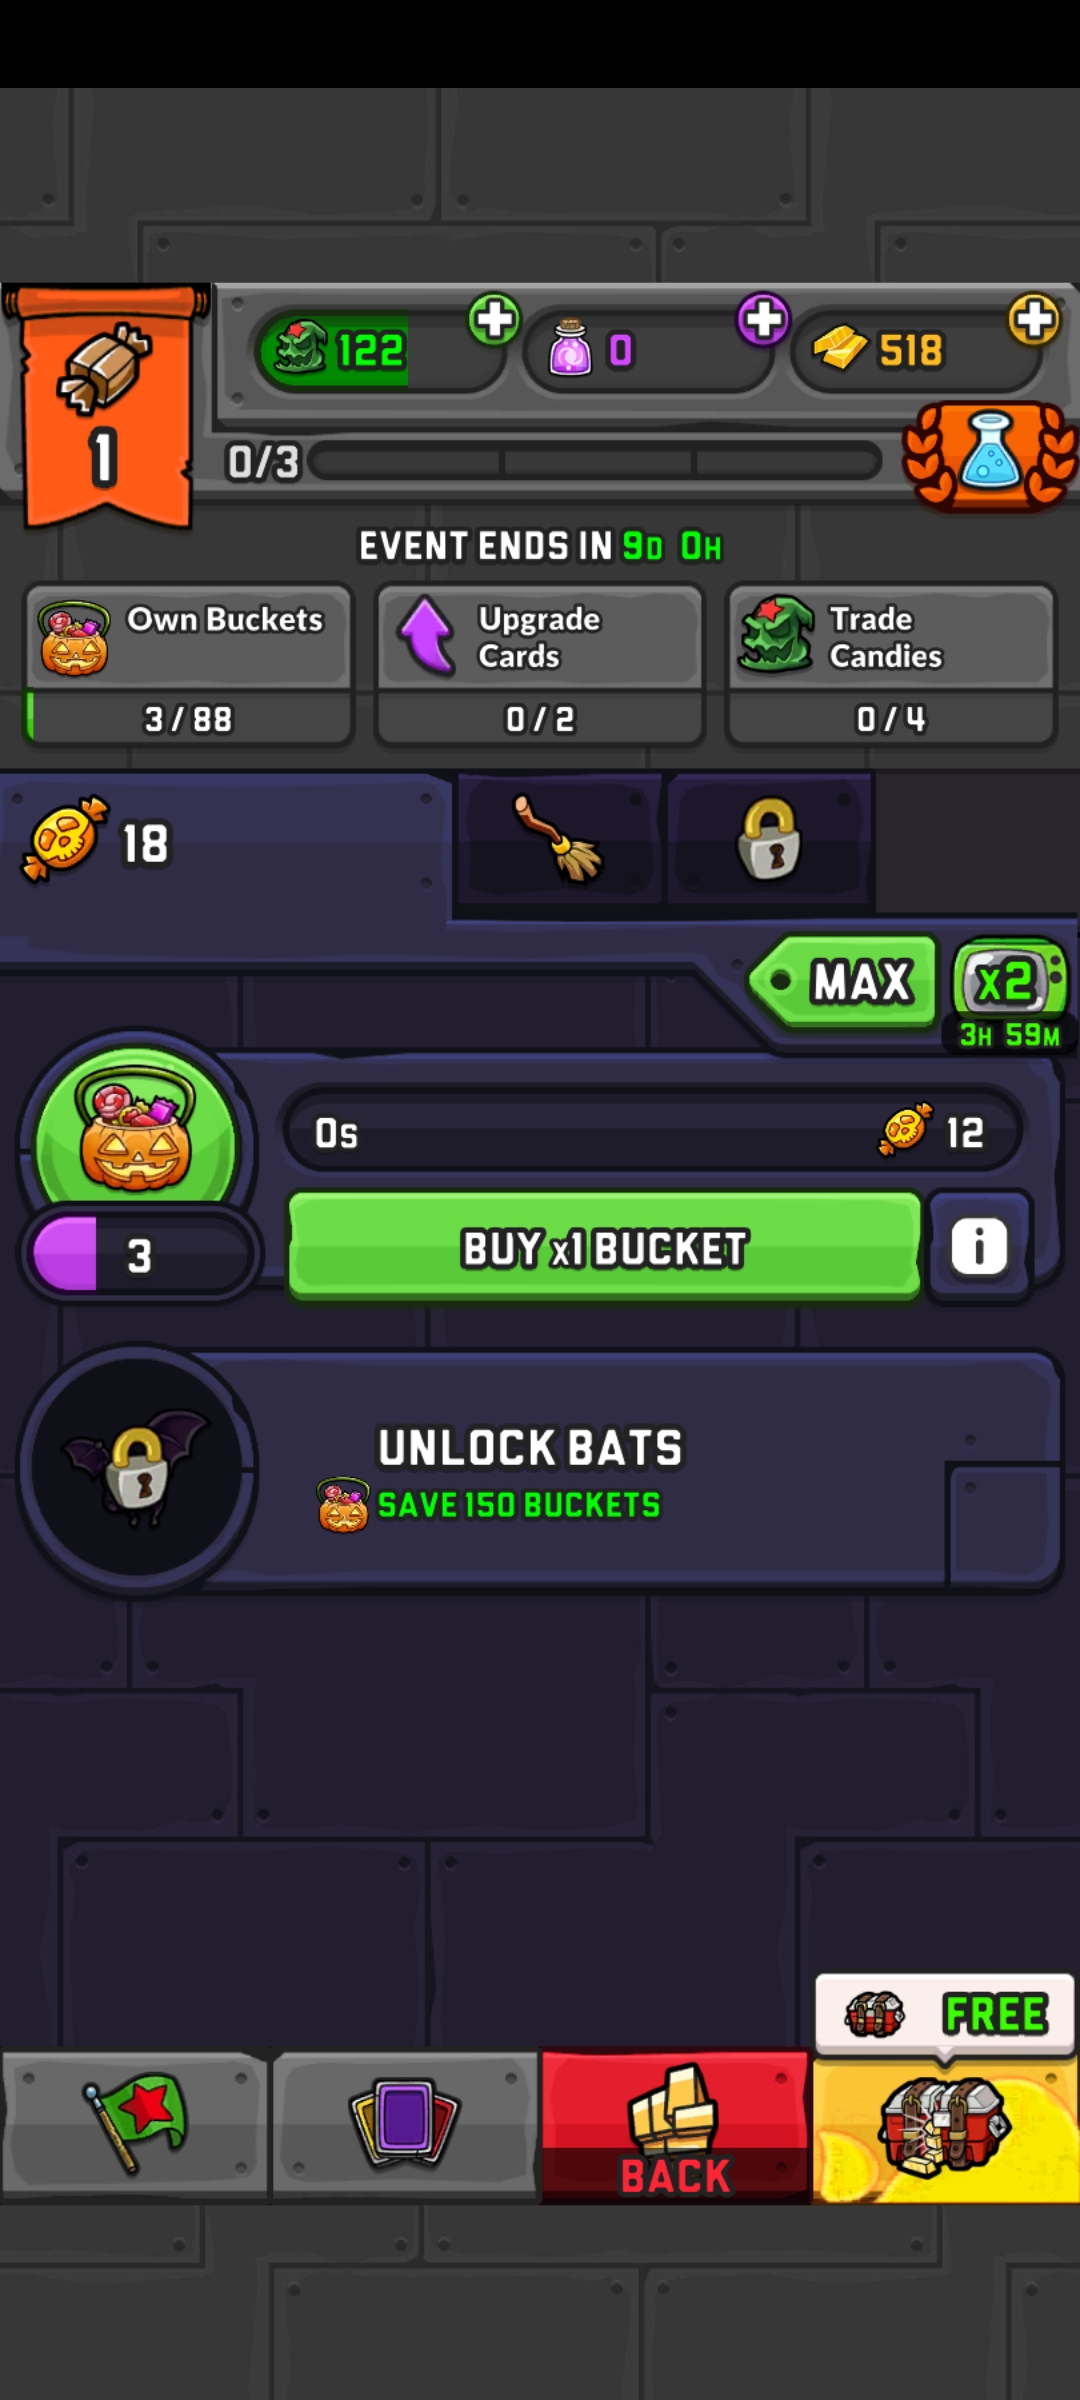 122
0
518
1
0/3
EVENT ENDS IN 9D 0H
Own Buckets
3 / 88
Upgrade
Cards
0 / 2
Trade
Candies
0 / 4
18
MAX
x2
3H 59M
0s
12
3
BUY x1 BUCKET
i
UNLOCK BATS
SAVE 150 BUCKETS
FREE
BACK